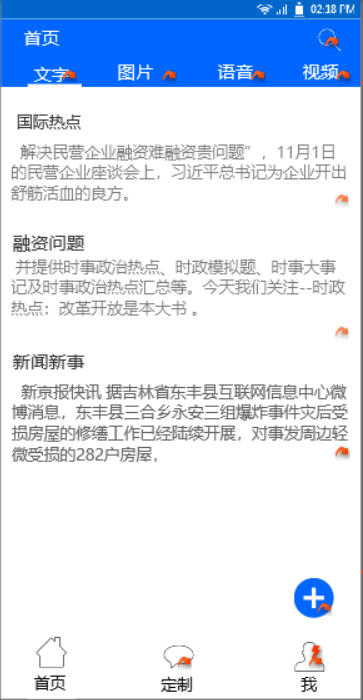 02:18 PM
首页
文字 图片 语音 视频
国际热点
解决民营企业融资难融资贵问题”，11月1日
的民营企业座谈会上，习近平总书记为企业开出
舒筋活血的良方。
融资问题
并提供时事政治热点、时政模拟题、时事大事
记及时事政治热点汇总等。今天我们关注--时政
热点：改革开放是本大书 。
新闻新事
新京报快讯 据吉林省东丰县互联网信息中心微
博消息，东丰县三合乡永安三组爆炸事件灾后受
损房屋的修缮工作已经陆续开展，对事发周边轻
微受损的282户房屋，
首页 定制 我